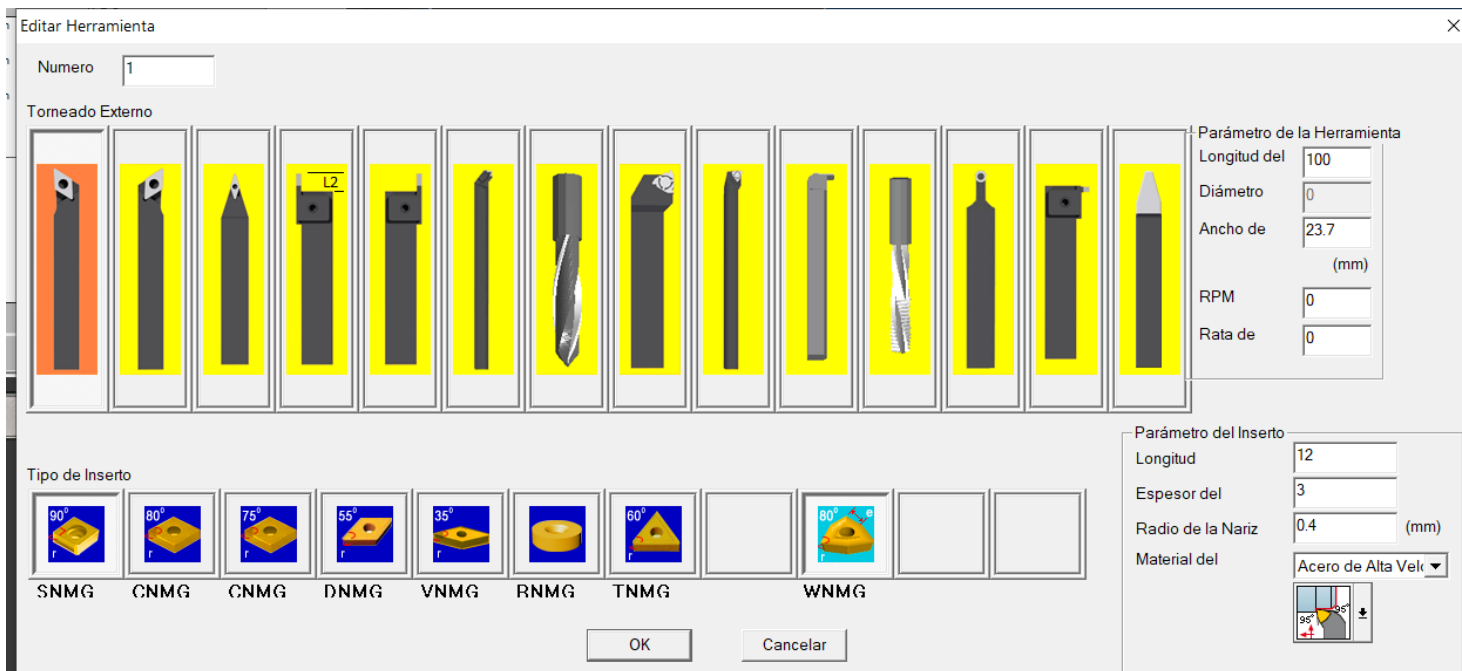 Editar Herramienta
Numero 1
Torneado Externo
L2
Parámetro de la Herramienta
Longitud del 100
Diámetro 0
Ancho de 23.7
(mm)
RPM 0
Rata de 0
Tipo de Inserto
90° r
80° r
75° r
55° r
35° r
60° r
80° e r
SNMG CNMG CNMG DNMG VNMG RNMG TNMG WNMG
Parámetro del Inserto
Longitud 12
Espesor del 3
Radio de la Nariz 0.4 (mm)
Material del Acero de Alta Velo
95° 95°
OK Cancelar